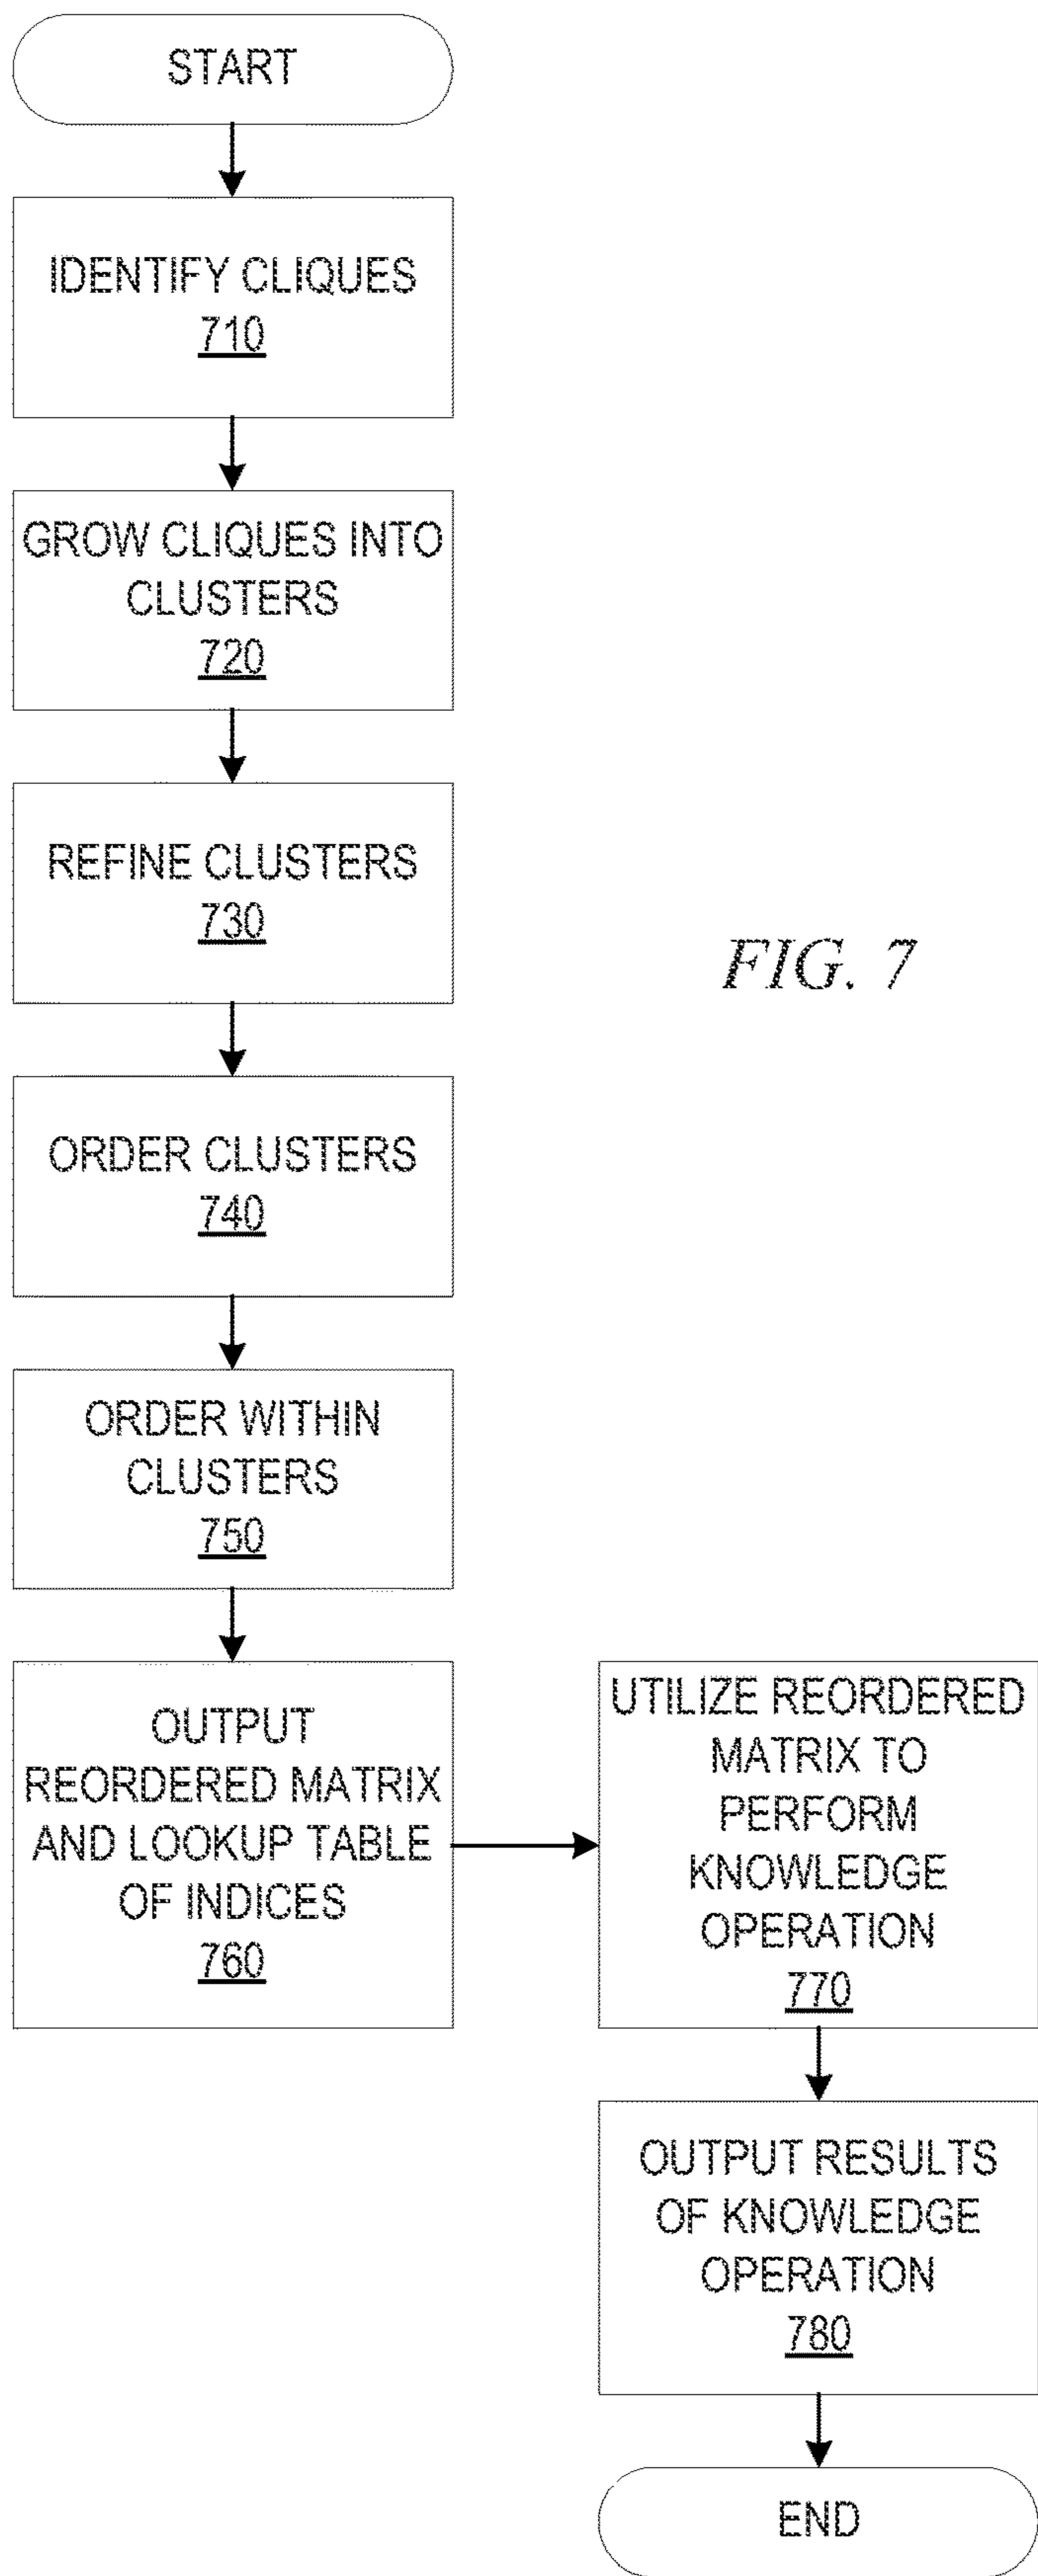 START
IDENTIFY CLIQUES
710
GROW CLIQUES INTO
CLUSTERS
720
REFINE CLUSTERS
730
FIG. 7
ORDER CLUSTERS
740
ORDER WITHIN
CLUSTERS
750
OUTPUT
REORDERED MATRIX
AND LOOKUP TABLE
OF INDICES
760
UTILIZE REORDERED
MATRIX TO
PERFORM
KNOWLEDGE
OPERATION
770
OUTPUT RESULTS
OF KNOWLEDGE
OPERATION
780
END